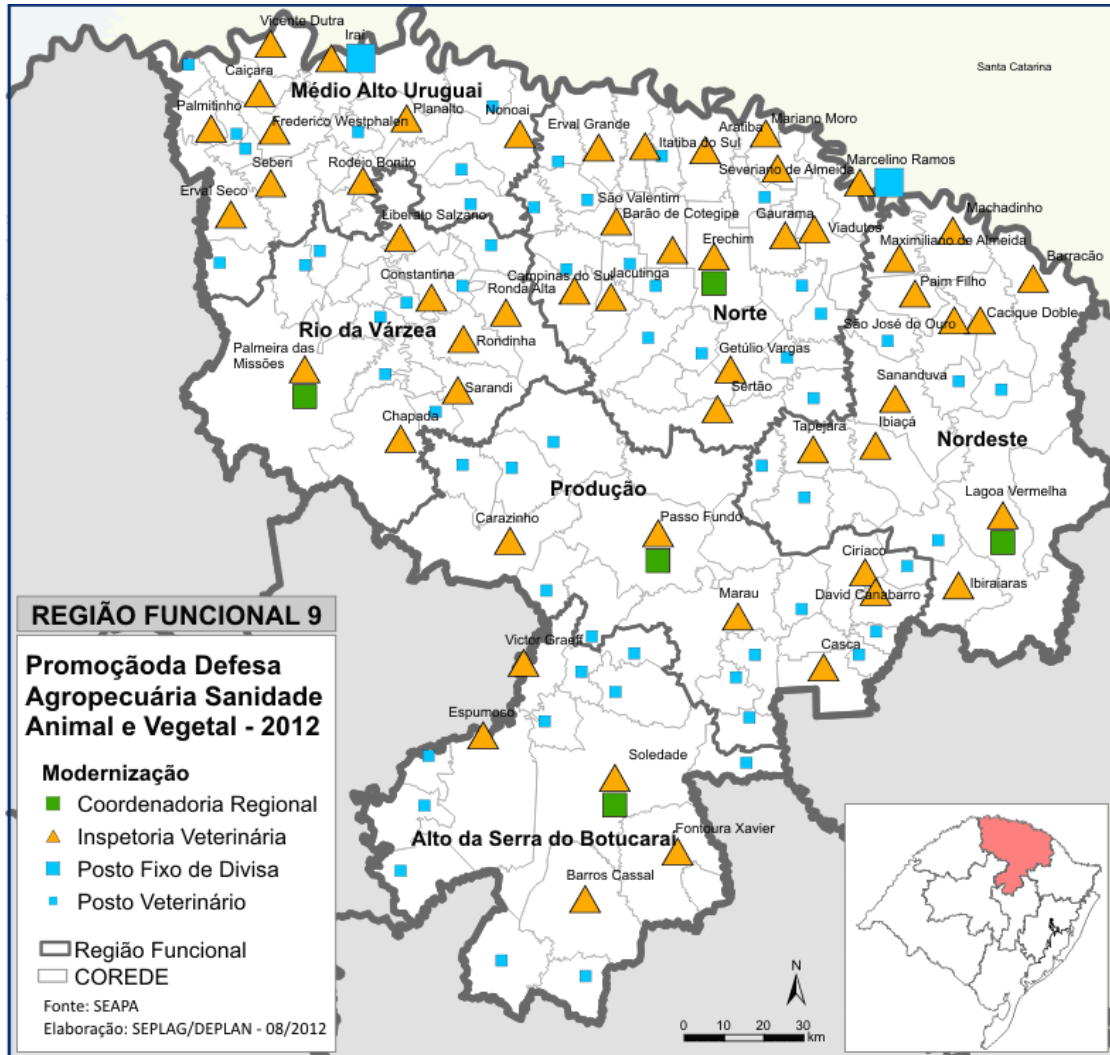 Vicente Dutra
Iraí
Santa Catarina
Caiçara
Médio Alto Uruguai
Palmitinho
Planalto
Nonoai
Frederico Westphalen
Erval Grande
Itatiba do Sul
Aratiba
Mariano Moro
Seberi
Rodeio Bonito
Severiano de Almeida
Marcelino Ramos
Erval Seco
Liberato Salzano
São Valentim
Barão de Cotegipe
Gaurama
Viadutos
Machadinho
Maximiliano de Almeida
Erechim
Barracão
Constantina
Campinas do Sul
Jacutinga
Ronda Alta
Paim Filho
Norte
Rio da Várzea
São José do Ouro
Cacique Doble
Rondinha
Palmeira das
Missões
Getúlio Vargas
Sananduva
Sarandi
Sertão
Chapada
Tapejára
Ibiaçá
Nordeste
Produção
Lagoa Vermelha
Carazinho
Passo Fundo
Ciríaco
Ibiraiaras
Marau
David Canabarro
Victor Graeff
Casca
Espumoso
Soledade
Alto da Serra do Botucaraí
Fontoura Xavier
Barros Cassal
REGIÃO FUNCIONAL 9
Promoçãoda Defesa
Agropecuária Sanidade
Animal e Vegetal - 2012
Modernização
Coordenadoria Regional
Inspetoria Veterinária
Posto Fixo de Divisa
Posto Veterinário
Região Funcional
COREDE
Fonte: SEAPA
Elaboração: SEPLAG/DEPLAN - 08/2012
N
0 10 20 30
km